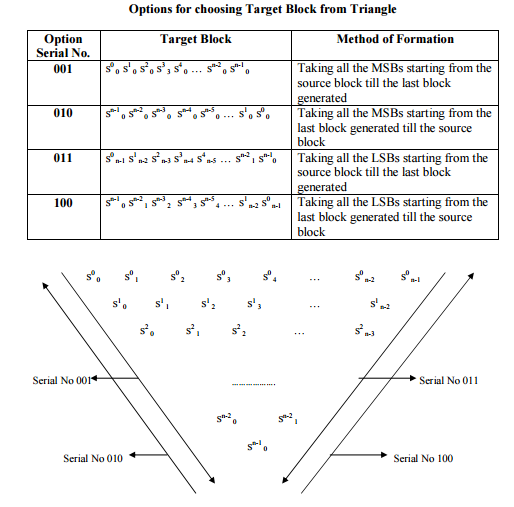 Options for choosing Target Block from Triangle
Option Target Block Method of Formation
Serial No.
001 s⁰₀ s¹₀ s²₀ s³₃ s⁴₀ … sⁿ⁻²₀ sⁿ⁻¹₀ Taking all the MSBs starting from the
source block till the last block
generated
010 sⁿ⁻¹₀ sⁿ⁻²₀ sⁿ⁻³₀ sⁿ⁻⁴₀ sⁿ⁻⁵₀ … s¹₀ s⁰₀ Taking all the MSBs starting from the
last block generated till the source
block
011 s⁰ₙ₋₁ s¹ₙ₋₂ s²ₙ₋₃ s³ₙ₋₄ s⁴ₙ₋₅ … sⁿ⁻²₁ sⁿ⁻¹₀ Taking all the LSBs starting from the
source block till the last block
generated
100 sⁿ⁻¹₀ sⁿ⁻²₁ sⁿ⁻³₂ sⁿ⁻⁴₃ sⁿ⁻⁵₄ … s¹ₙ₋₂ s⁰ₙ₋₁ Taking all the LSBs starting from the
last block generated till the source
block
s⁰₀ s⁰₁ s⁰₂ s⁰₃ s⁰₄ … s⁰ₙ₋₂ s⁰ₙ₋₁
s¹₀ s¹₁ s¹₂ s¹₃ … s¹ₙ₋₂
s²₀ s²₁ s²₂ … s²ₙ₋₃
Serial No 001 ……………… Serial No 011
sⁿ⁻²₀ sⁿ⁻²₁
sⁿ⁻¹₀
Serial No 010 Serial No 100